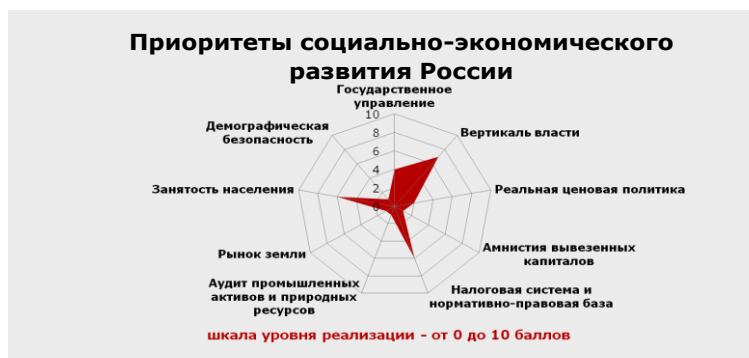 Приоритеты социально-экономического
развития России
Государственное
управление
10
8
6
4
2
0
Вертикаль власти
Реальная ценовая политика
Амнистия вывезенных
капиталов
Налоговая система и
нормативно-правовая база
Аудит промышленных
активов и природных
ресурсов
Рынок земли
Занятость населения
Демографическая
безопасность
шкала уровня реализации - от 0 до 10 баллов